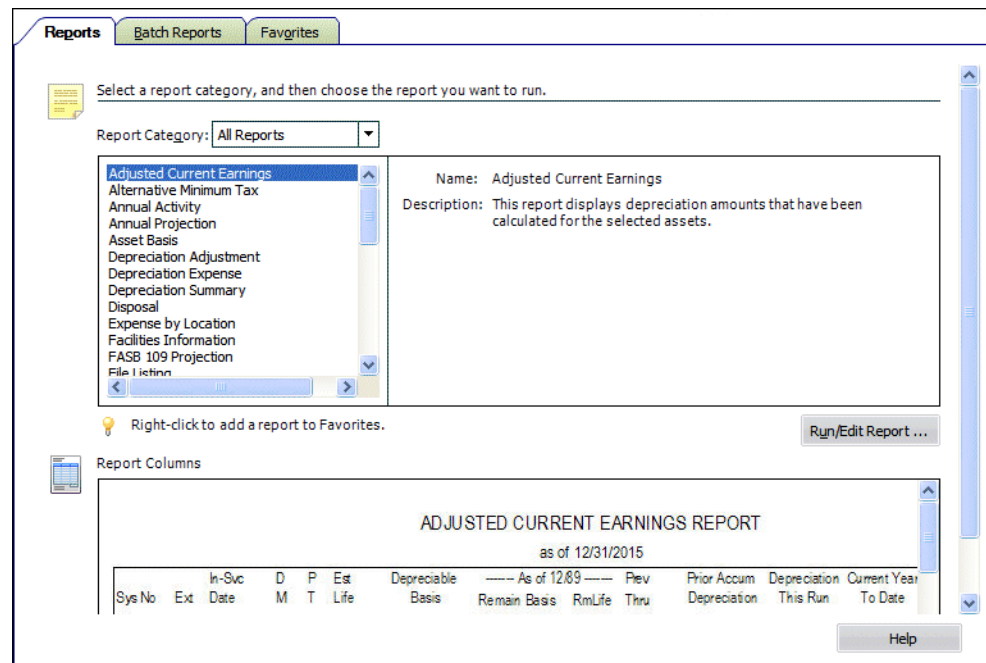 Reports Batch Reports Favorites
Select a report category, and then choose the report you want to run.
Report Category: All Reports
Adjusted Current Earnings
Alternative Minimum Tax
Annual Activity
Annual Projection
Asset Basis
Depreciation Adjustment
Depreciation Expense
Depreciation Summary
Disposal
Expense by Location
Facilities Information
FASB 109 Projection
File Listing
Name: Adjusted Current Earnings
Description: This report displays depreciation amounts that have been
calculated for the selected assets.
Right-click to add a report to Favorites.
Run/Edit Report ...
Report Columns
ADJUSTED CURRENT EARNINGS REPORT
as of 12/31/2015
In-Svc D P Est Depreciable ------ As of 12/89 ------ Prev Prior Accum Depreciation Current Year
Sys No Ext Date M T Life Basis Remain Basis RmLife Thru Depreciation This Run To Date
Help